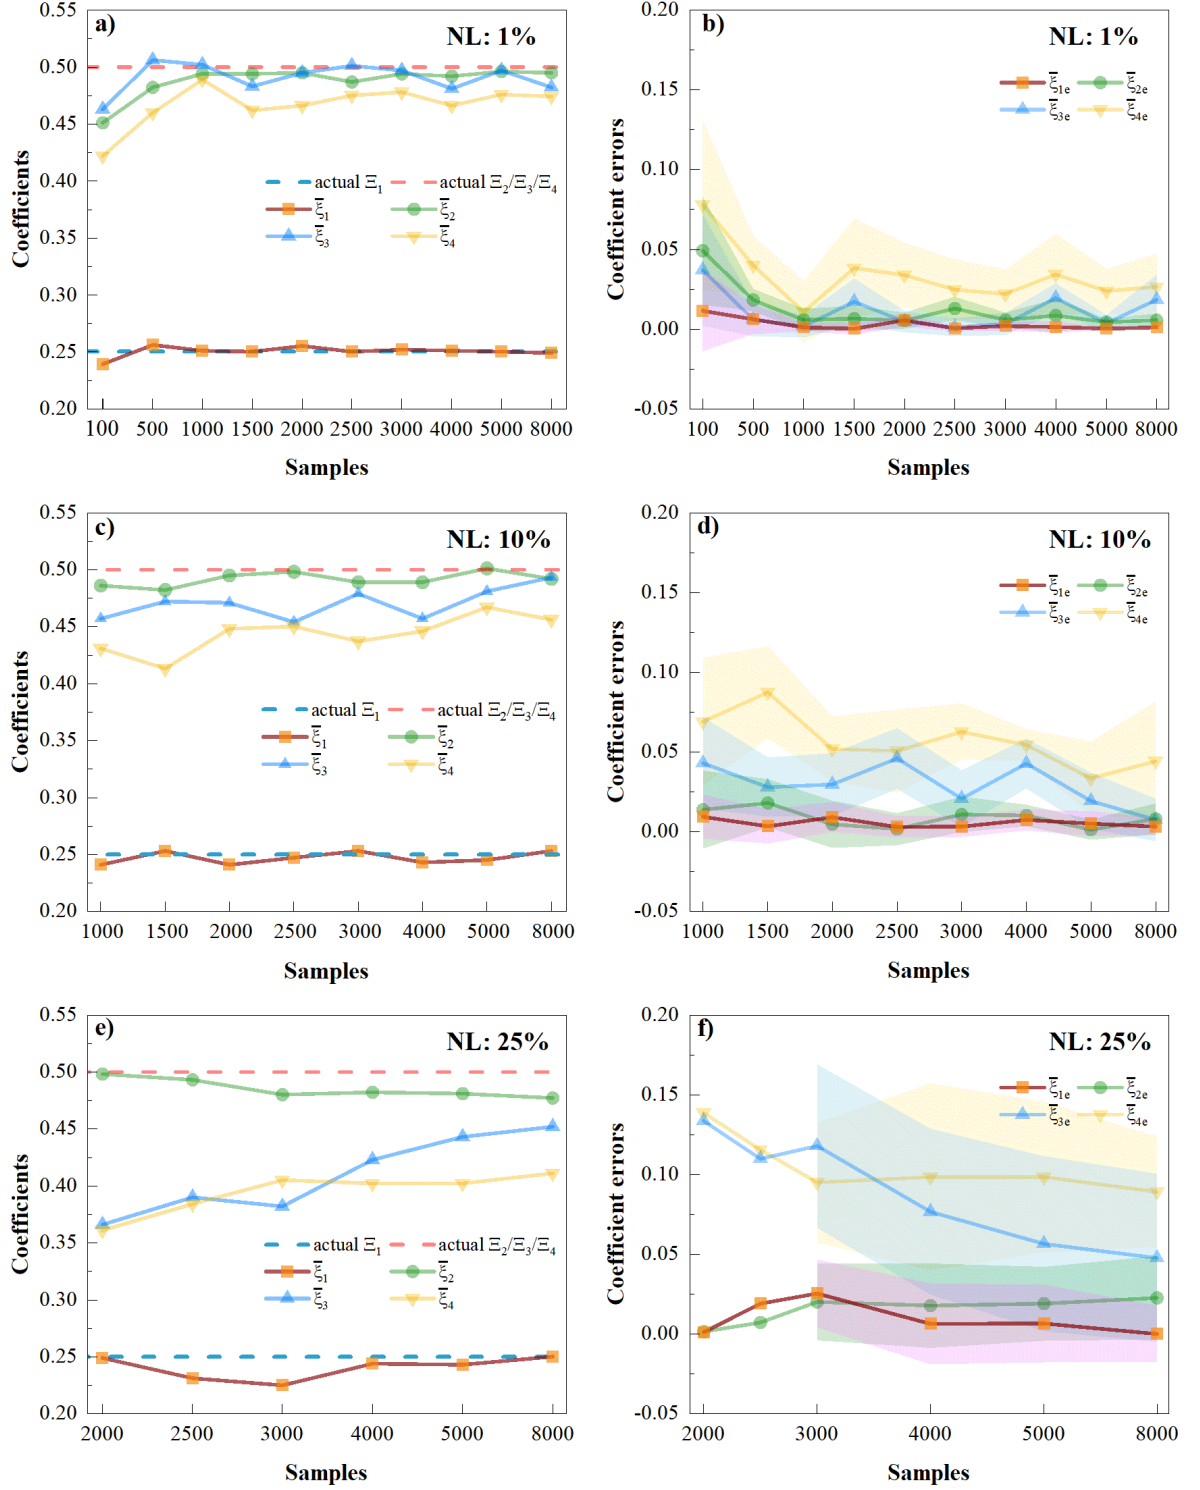 a)
NL: 1%
0.55
0.50
0.45
0.40
0.35
0.30
0.25
0.20
Coefficients
actual Ξ₁ actual Ξ₂/Ξ₃/Ξ₄
ξ̄₁ ξ̄₂
ξ̄₃ ξ̄₄
100 500 1000 1500 2000 2500 3000 4000 5000 8000
Samples
b)
NL: 1%
0.20
0.15
0.10
0.05
0.00
-0.05
Coefficient errors
ξ̄₁ₑ ξ̄₂ₑ
ξ̄₃ₑ ξ̄₄ₑ
100 500 1000 1500 2000 2500 3000 4000 5000 8000
Samples
c)
NL: 10%
0.55
0.50
0.45
0.40
0.35
0.30
0.25
0.20
Coefficients
actual Ξ₁ actual Ξ₂/Ξ₃/Ξ₄
ξ̄₁ ξ̄₂
ξ̄₃ ξ̄₄
1000 1500 2000 2500 3000 4000 5000 8000
Samples
d)
NL: 10%
0.20
0.15
0.10
0.05
0.00
-0.05
Coefficient errors
ξ̄₁ₑ ξ̄₂ₑ
ξ̄₃ₑ ξ̄₄ₑ
1000 1500 2000 2500 3000 4000 5000 8000
Samples
e)
NL: 25%
0.55
0.50
0.45
0.40
0.35
0.30
0.25
0.20
Coefficients
actual Ξ₁ actual Ξ₂/Ξ₃/Ξ₄
ξ̄₁ ξ̄₂
ξ̄₃ ξ̄₄
2000 2500 3000 4000 5000 8000
Samples
f)
NL: 25%
0.20
0.15
0.10
0.05
0.00
-0.05
Coefficient errors
ξ̄₁ₑ ξ̄₂ₑ
ξ̄₃ₑ ξ̄₄ₑ
2000 2500 3000 4000 5000 8000
Samples